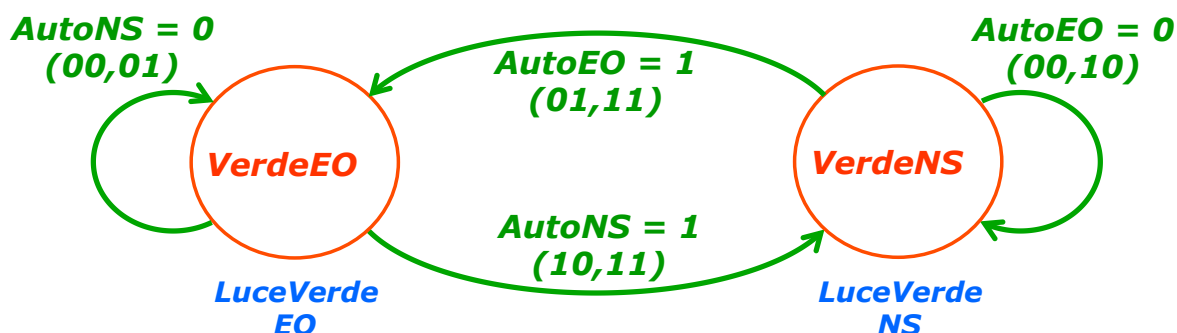 AutoNS = 0
(00,01)
AutoEO = 1
(01,11)
AutoEO = 0
(00,10)
VerdeEO
VerdeNS
AutoNS = 1
(10,11)
LuceVerde
EO
LuceVerde
NS